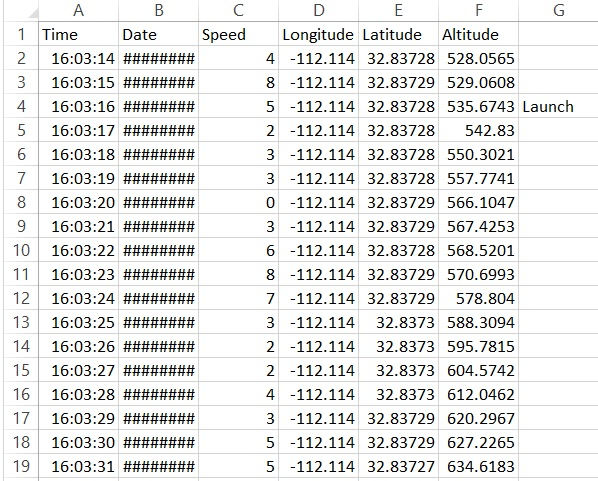 A B C D E F G
1 Time Date Speed Longitude Latitude Altitude
2 16:03:14 ######## 4 -112.114 32.83728 528.0565
3 16:03:15 ######## 8 -112.114 32.83729 529.0608
4 16:03:16 ######## 5 -112.114 32.83728 535.6743 Launch
5 16:03:17 ######## 2 -112.114 32.83728 542.83
6 16:03:18 ######## 3 -112.114 32.83728 550.3021
7 16:03:19 ######## 3 -112.114 32.83728 557.7741
8 16:03:20 ######## 0 -112.114 32.83729 566.1047
9 16:03:21 ######## 3 -112.114 32.83729 567.4253
10 16:03:22 ######## 6 -112.114 32.83728 568.5201
11 16:03:23 ######## 8 -112.114 32.83729 570.6993
12 16:03:24 ######## 7 -112.114 32.83729 578.804
13 16:03:25 ######## 3 -112.114 32.8373 588.3094
14 16:03:26 ######## 2 -112.114 32.8373 595.7815
15 16:03:27 ######## 2 -112.114 32.8373 604.5742
16 16:03:28 ######## 4 -112.114 32.8373 612.0462
17 16:03:29 ######## 3 -112.114 32.83729 620.2967
18 16:03:30 ######## 5 -112.114 32.83729 627.2265
19 16:03:31 ######## 5 -112.114 32.83727 634.6183